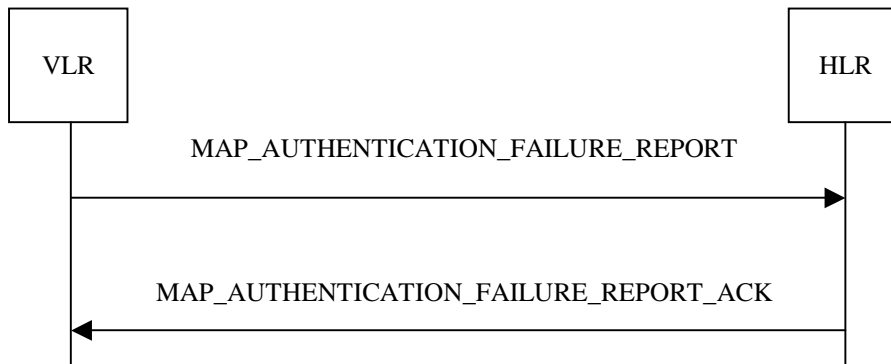 VLR
HLR
MAP_AUTHENTICATION_FAILURE_REPORT
MAP_AUTHENTICATION_FAILURE_REPORT_ACK